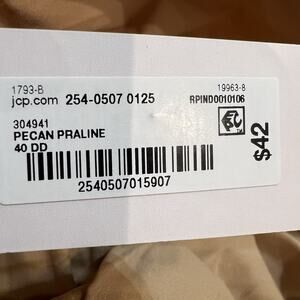 1793-B 19963-8
jcp.com 254-0507 0125 RPIND0010106
304941
PECAN PRALINE
40 DD
$42
2540507015907